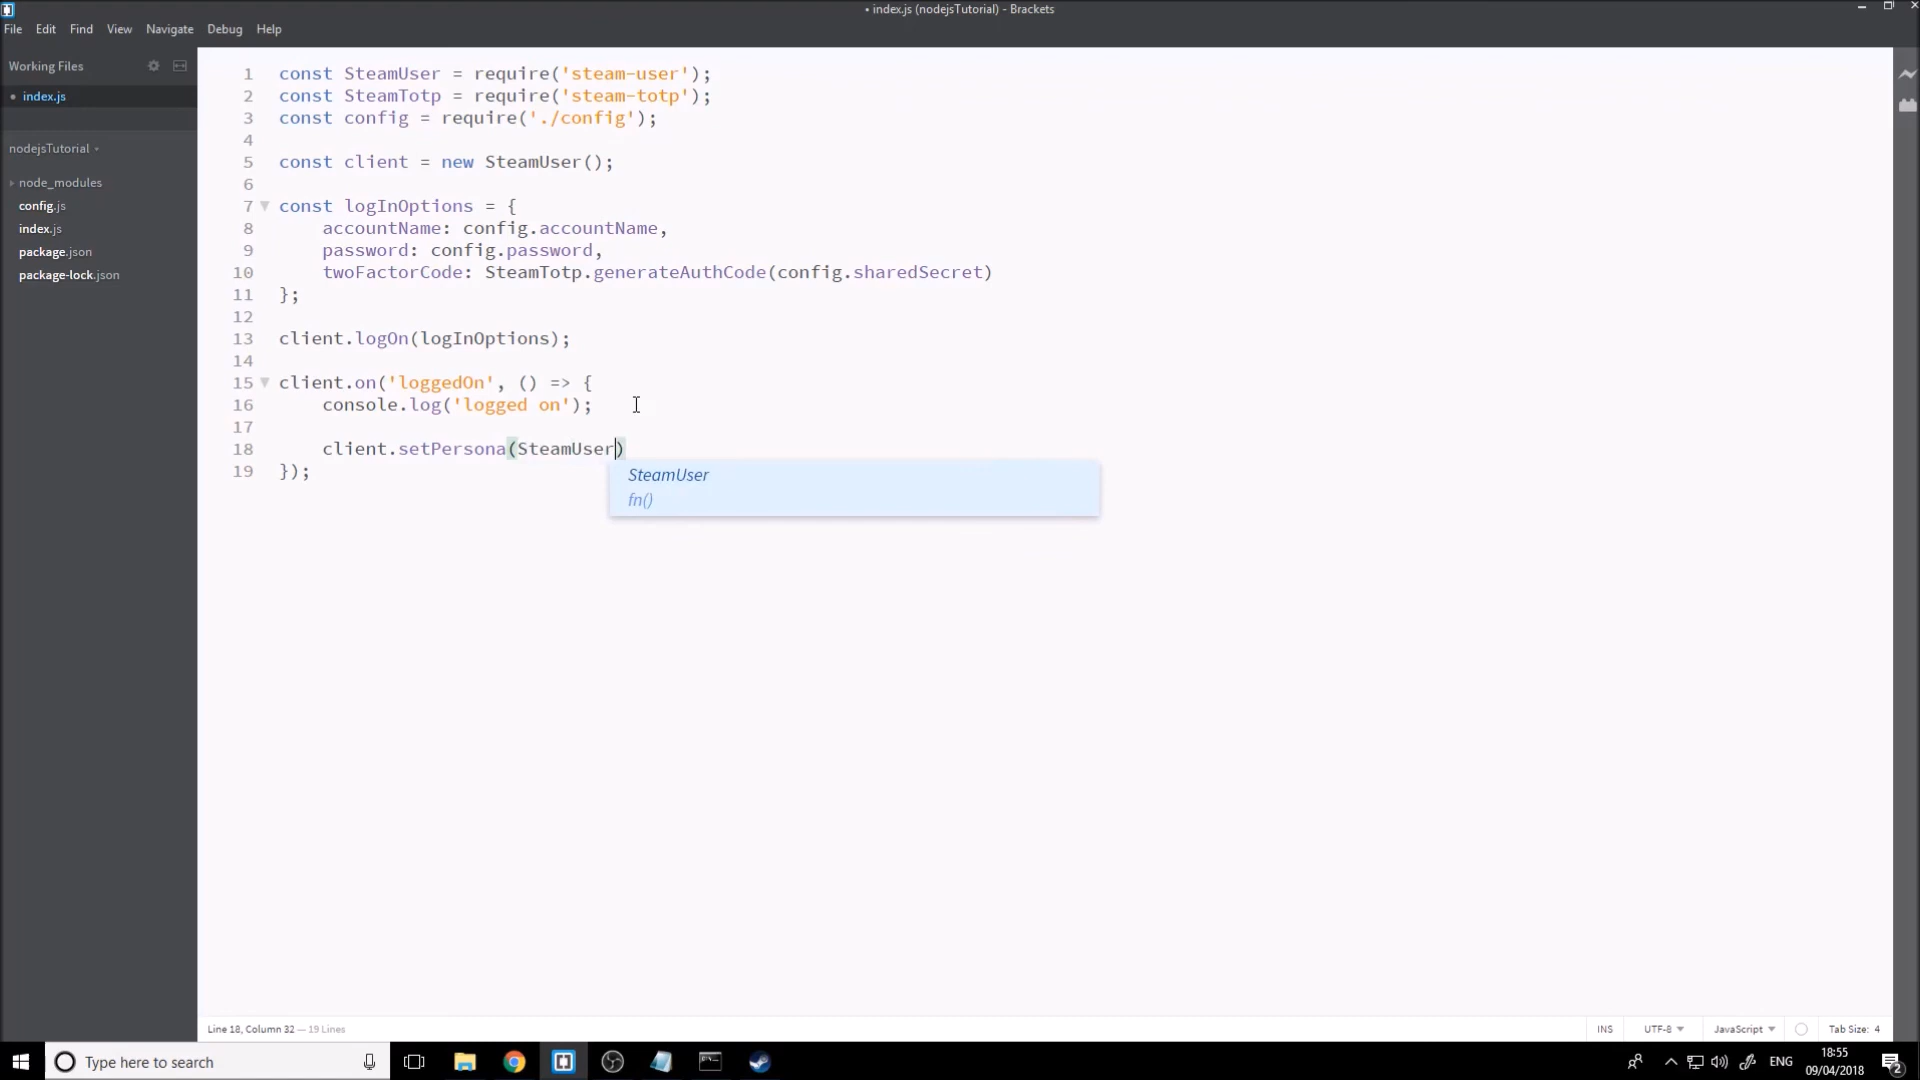 • index.js (nodejsTutorial) - Brackets
File Edit Find View Navigate Debug Help
Working Files
• index.js
nodejsTutorial
node_modules
config.js
index.js
package.json
package-lock.json
1 const SteamUser = require('steam-user');
2 const SteamTotp = require('steam-totp');
3 const config = require('./config');
4
5 const client = new SteamUser();
6
7 const logInOptions = {
8 accountName: config.accountName,
9 password: config.password,
10 twoFactorCode: SteamTotp.generateAuthCode(config.sharedSecret)
11 };
12
13 client.logOn(logInOptions);
14
15 client.on('loggedOn', () => {
16 console.log('logged on');
17
18 client.setPersona(SteamUser)
19 });
SteamUser
fn()
Line 18, Column 32 — 19 Lines
INS UTF-8 JavaScript Tab Size: 4
Type here to search
ENG
18:55
09/04/2018
2